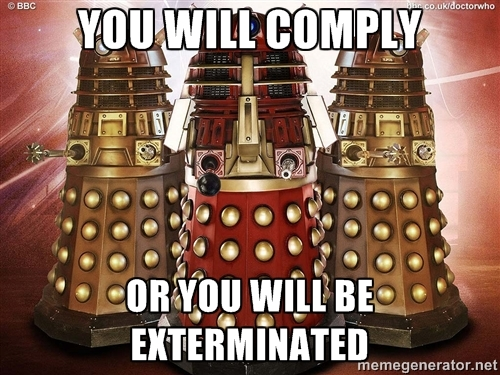 © BBC
bbc.co.uk/doctorwho
YOU WILL COMPLY
OR YOU WILL BE
EXTERMINATED
memegenerator.net